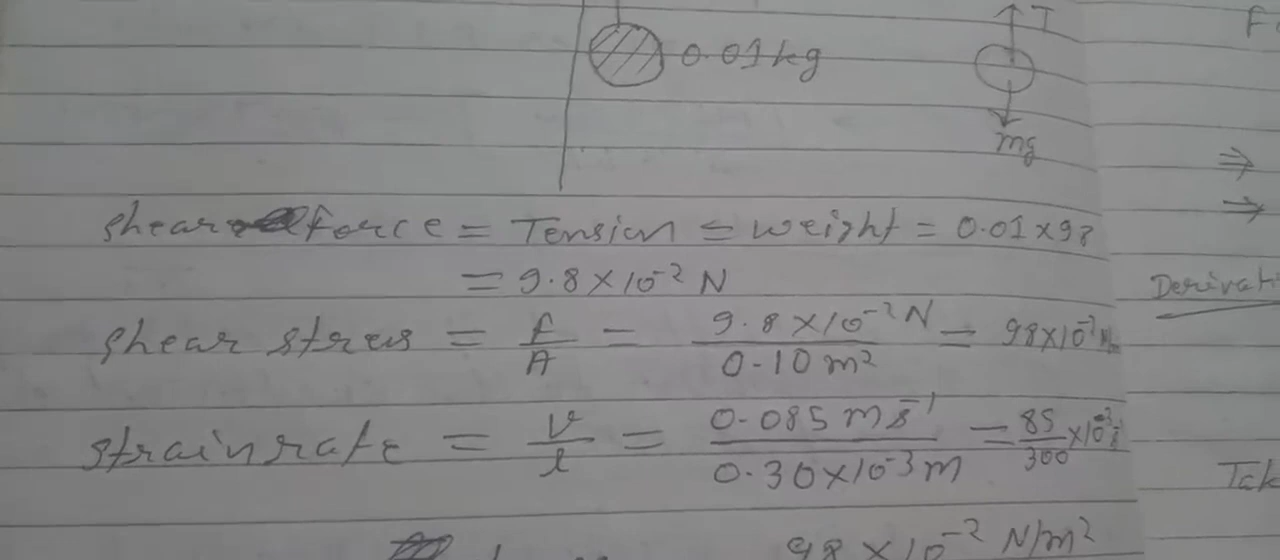 T
0.01kg
mg
shear force = Tension = weight = 0.01 × 98
= 9.8 × 10⁻² N
shear stress = F/A = 9.8 × 10⁻² N / 0.10 m² = 98 × 10⁻²
strain rate = v/l = 0.085 m s⁻¹ / 0.30 × 10⁻³ m = 85/300 × 10³
98 × 10⁻² N/m²
F
⇒
⇒
Derivat
Tak